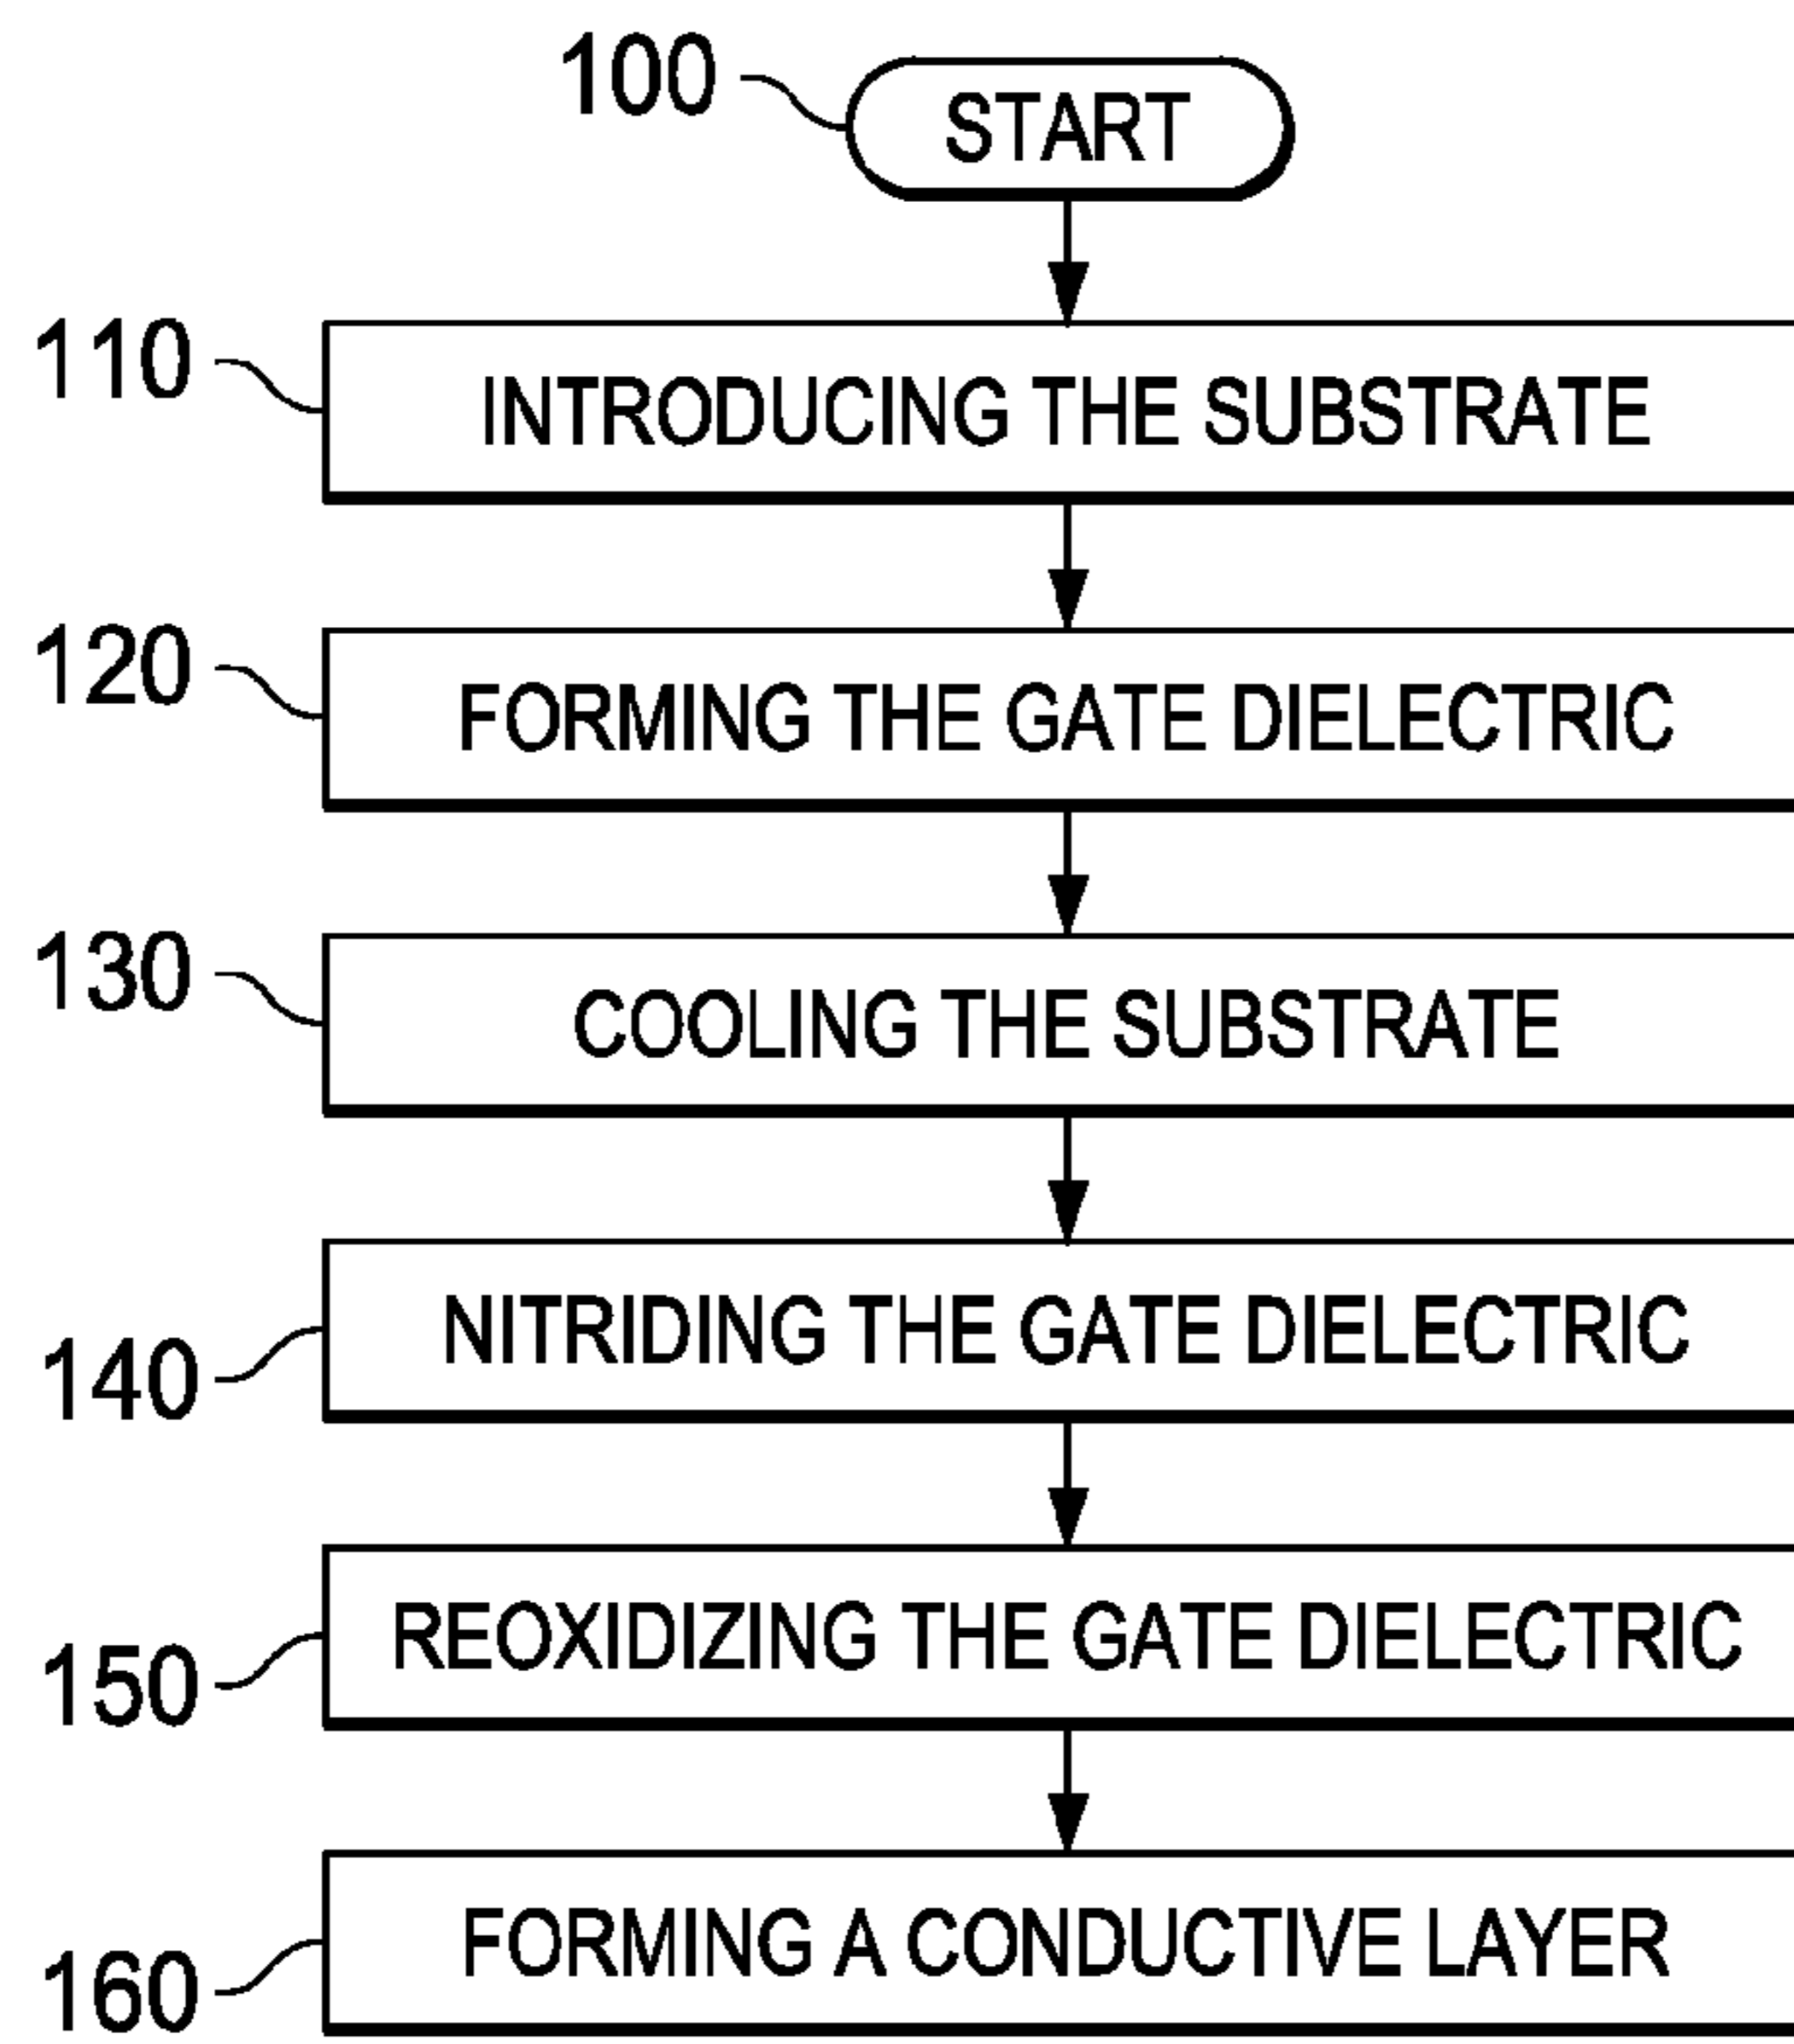 100 START
110 INTRODUCING THE SUBSTRATE
120 FORMING THE GATE DIELECTRIC
130 COOLING THE SUBSTRATE
140 NITRIDING THE GATE DIELECTRIC
150 REOXIDIZING THE GATE DIELECTRIC
160 FORMING A CONDUCTIVE LAYER